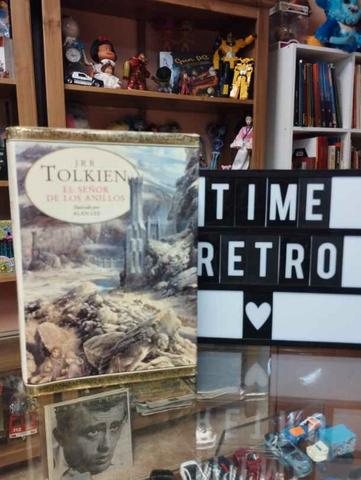 J R R
TOLKIEN
EL SEÑOR
DE LOS ANILLOS
Ilustrado por
ALAN LEE
TIME
RETRO